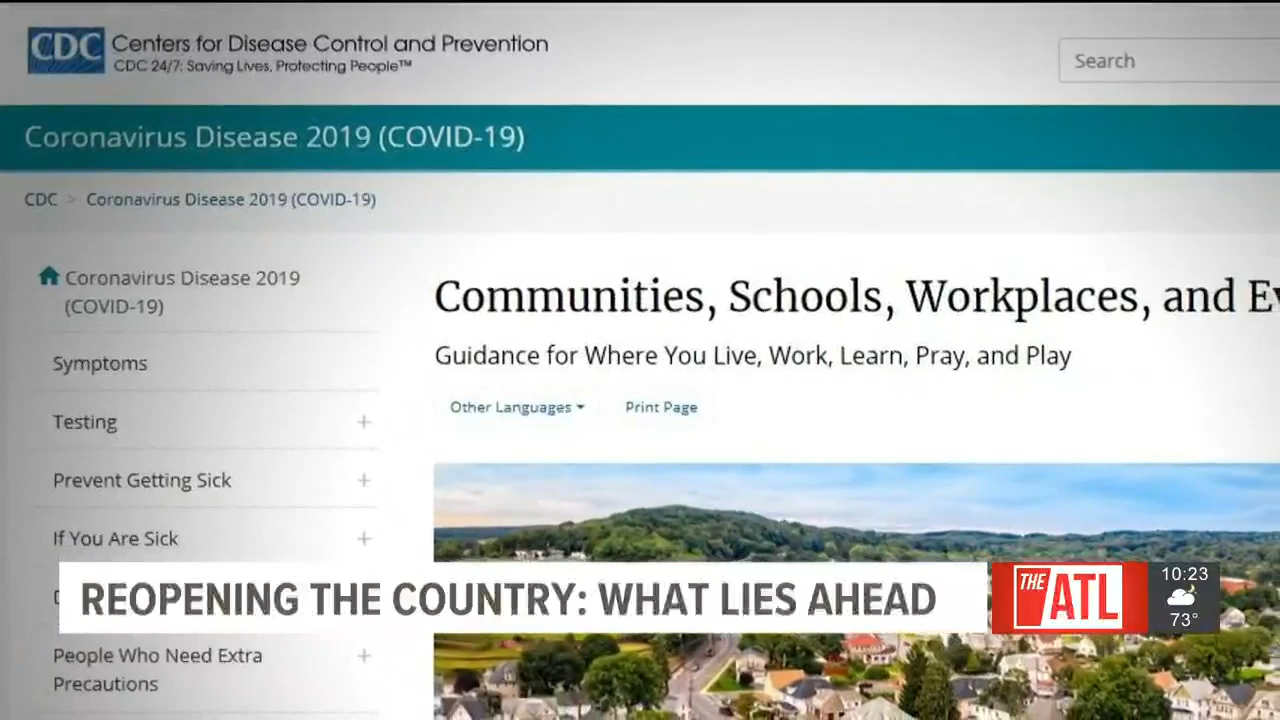 CDC Centers for Disease Control and Prevention
CDC 24/7: Saving Lives, Protecting People™
Search
Coronavirus Disease 2019 (COVID-19)
CDC > Coronavirus Disease 2019 (COVID-19)
Coronavirus Disease 2019
(COVID-19)
Symptoms
Testing +
Prevent Getting Sick +
If You Are Sick +
People Who Need Extra +
Precautions
Communities, Schools, Workplaces, and
Guidance for Where You Live, Work, Learn, Pray, and Play
Other Languages
Print Page
REOPENING THE COUNTRY: WHAT LIES AHEAD
THE ATL
10:23
73°